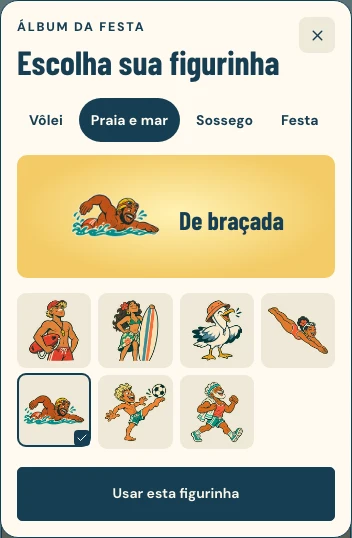 ÁLBUM DA FESTA
Escolha sua figurinha
Vôlei Praia e mar Sossego Festa
De braçada
Usar esta figurinha